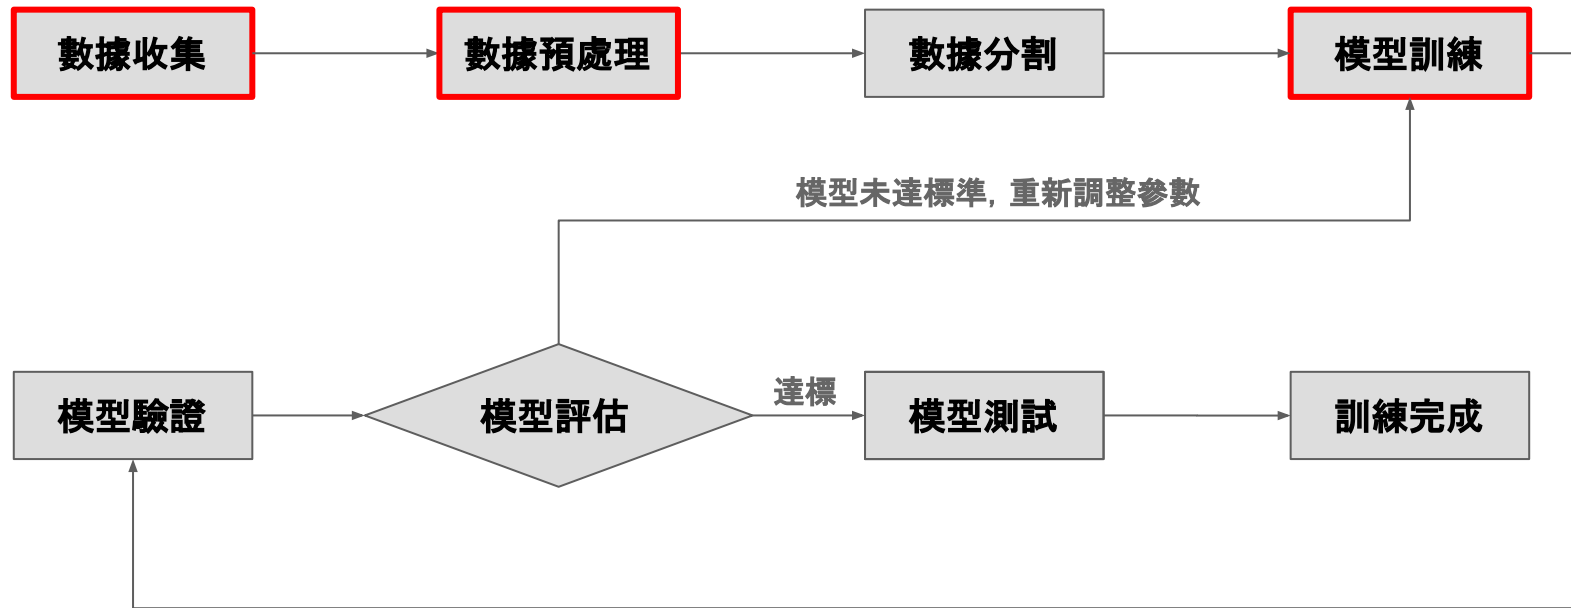 數據收集
數據預處理
數據分割
模型訓練
模型未達標準，重新調整參數
模型驗證
模型評估
達標
模型測試
訓練完成